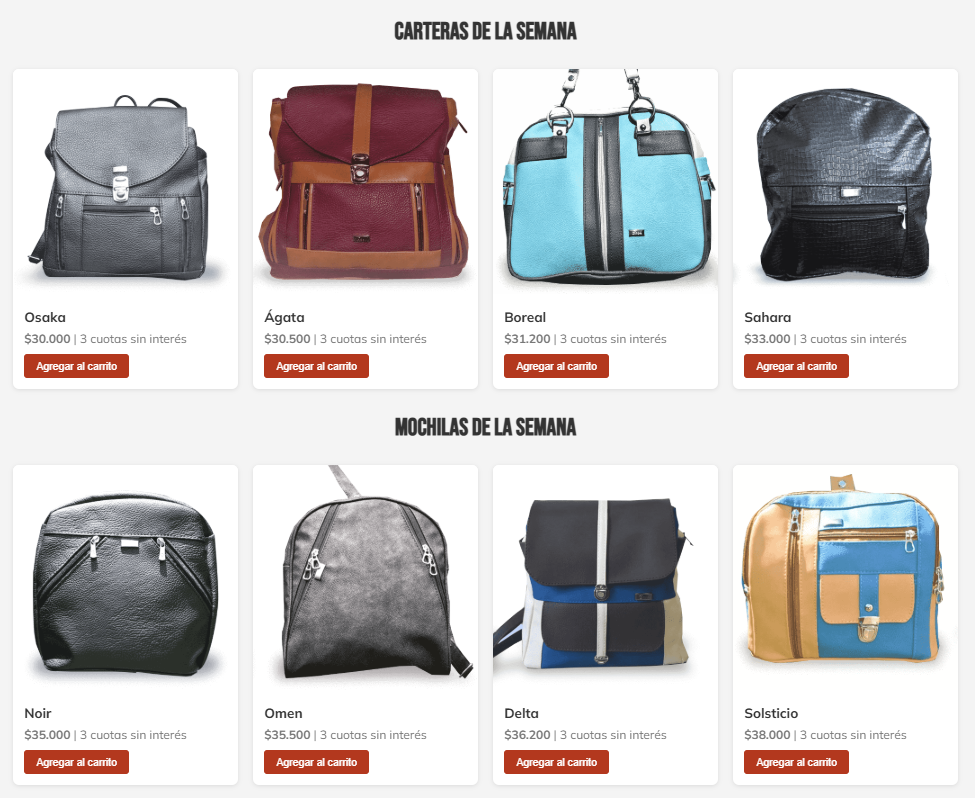 CARTERAS DE LA SEMANA
Osaka
$30.000 | 3 cuotas sin interés
Agregar al carrito
Ágata
$30.500 | 3 cuotas sin interés
Agregar al carrito
Boreal
$31.200 | 3 cuotas sin interés
Agregar al carrito
Sahara
$33.000 | 3 cuotas sin interés
Agregar al carrito
MOCHILAS DE LA SEMANA
Noir
$35.000 | 3 cuotas sin interés
Agregar al carrito
Omen
$35.500 | 3 cuotas sin interés
Agregar al carrito
Delta
$36.200 | 3 cuotas sin interés
Agregar al carrito
Solsticio
$38.000 | 3 cuotas sin interés
Agregar al carrito